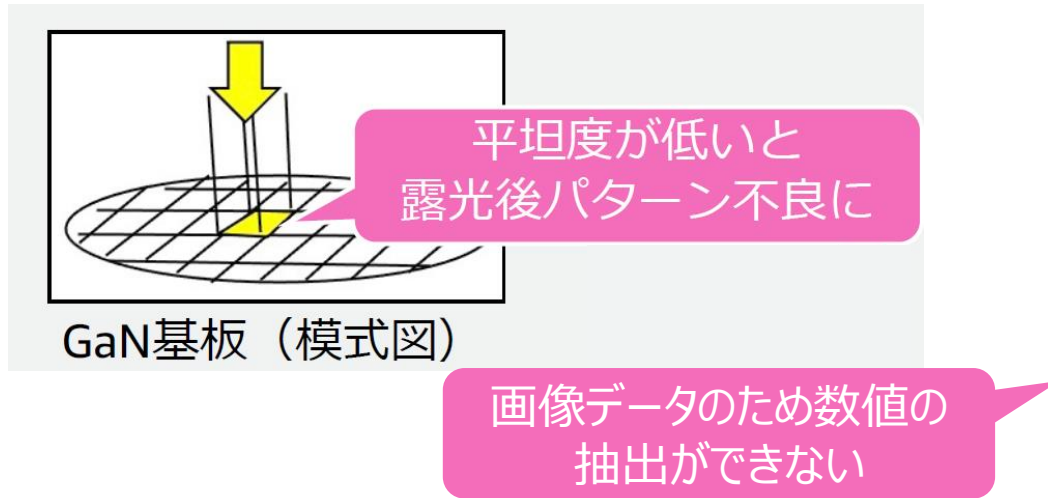 平坦度が低いと
露光後パターン不良に
GaN基板（模式図）
画像データのため数値の
抽出ができない